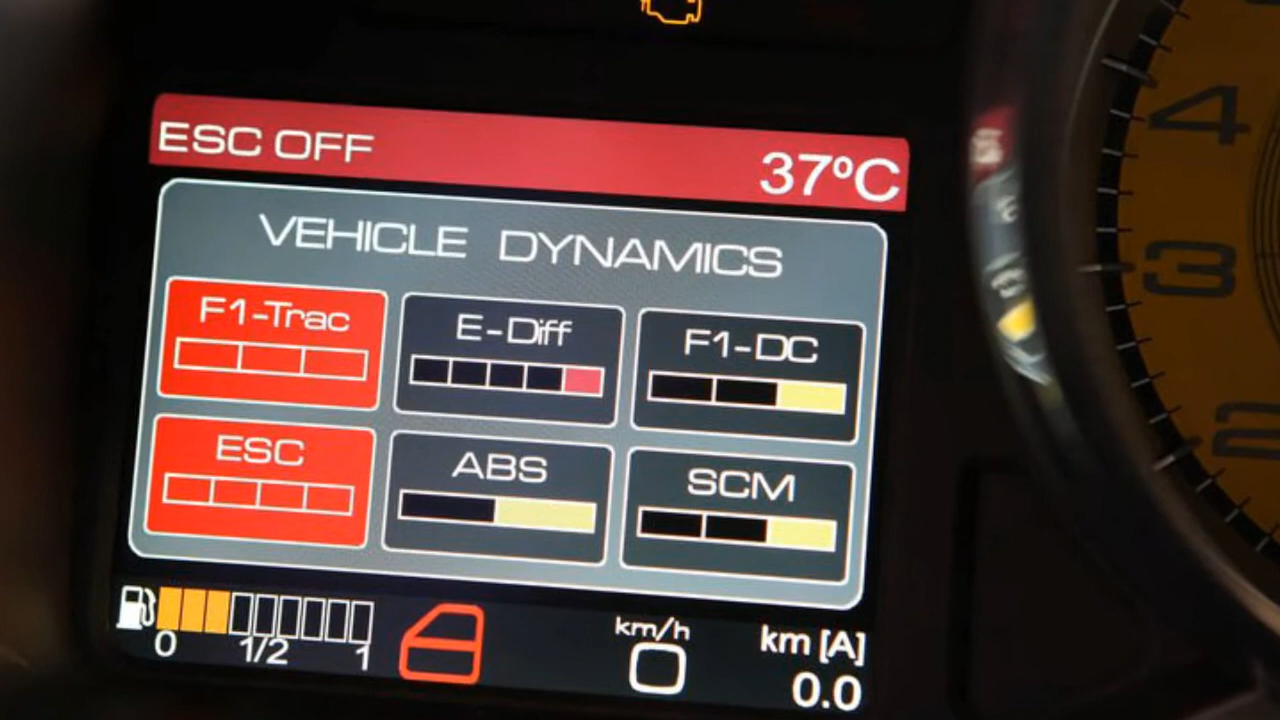 ESC OFF
37ºC
VEHICLE DYNAMICS
F1-Trac
E-Diff
F1-DC
ESC
ABS
SCM
0
1/2
1
km/h
0
km [A]
0.0
4
3
2